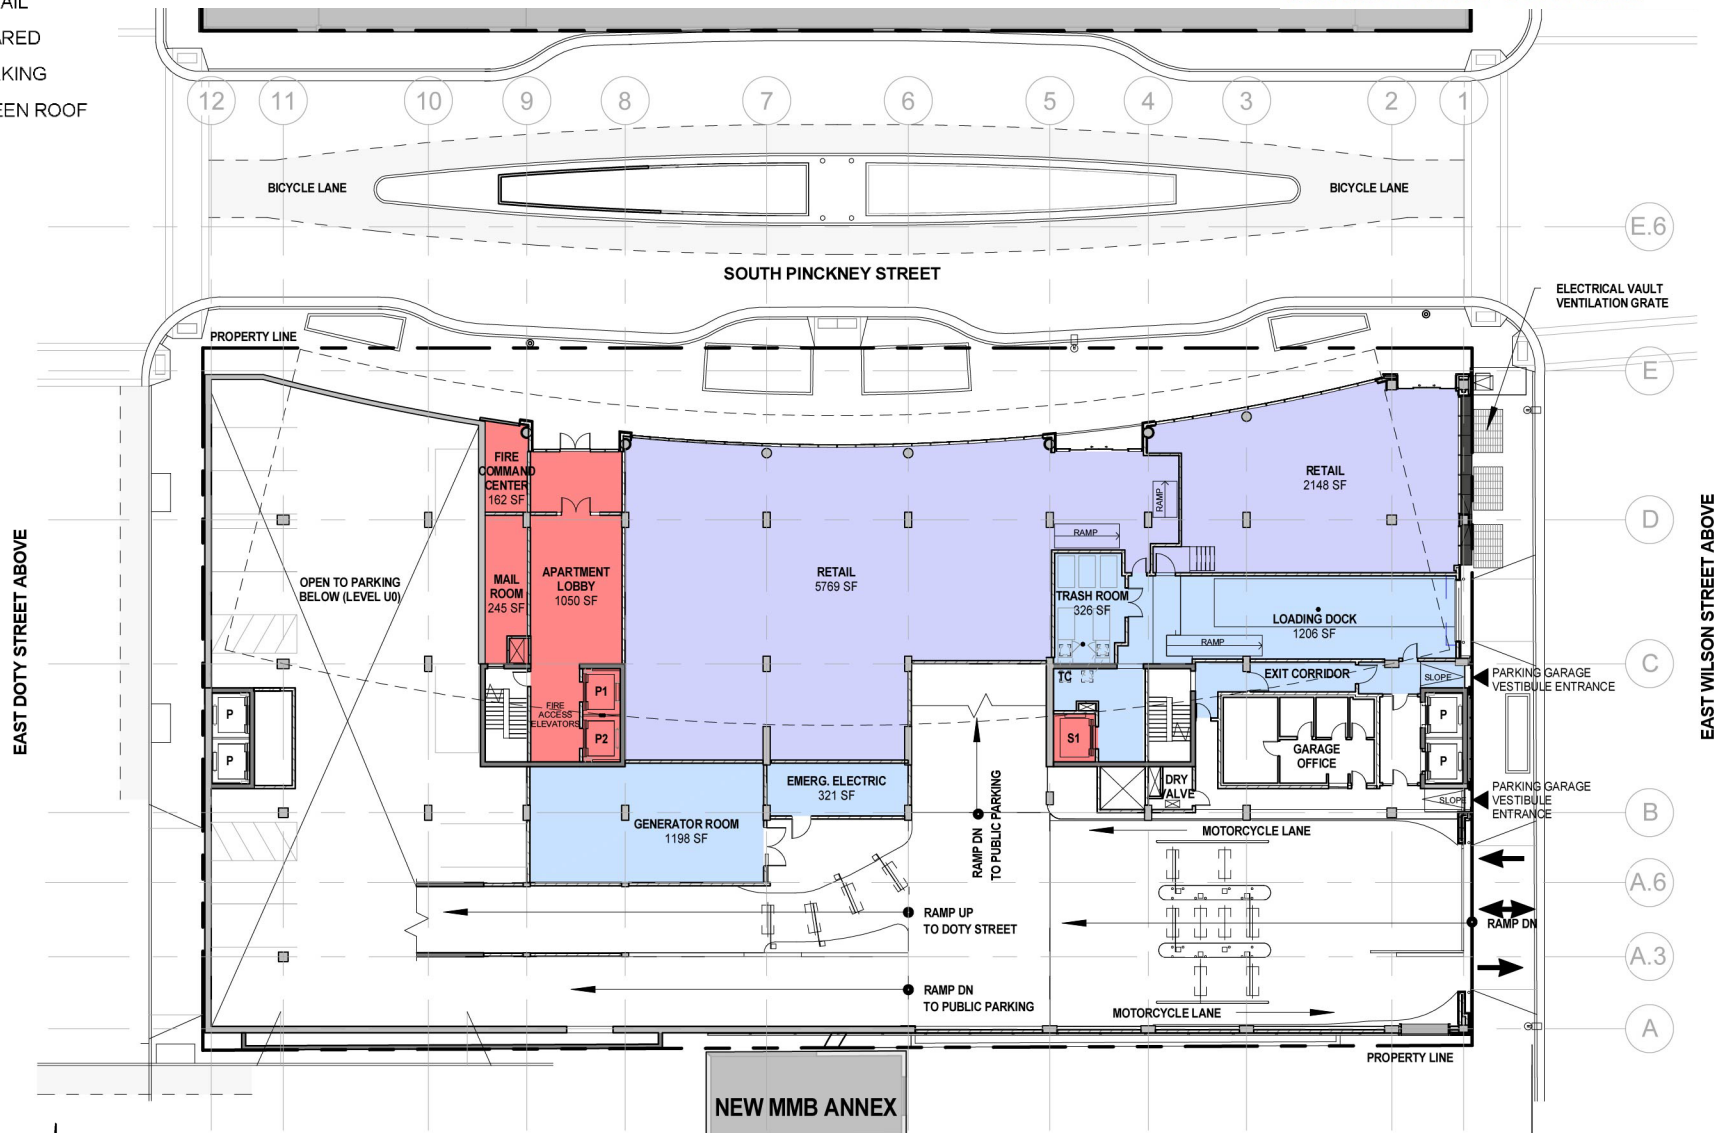 AIL
ARED
KING
EEN ROOF
12
11
10
9
8
7
6
5
4
3
2
1
BICYCLE LANE
BICYCLE LANE
E.6
SOUTH PINCKNEY STREET
ELECTRICAL VAULT
VENTILATION GRATE
PROPERTY LINE
E
FIRE
COMMAND
CENTER
162 SF
RETAIL
2148 SF
RAMP
D
RAMP
EAST DOTY STREET ABOVE
EAST WILSON STREET ABOVE
OPEN TO PARKING
BELOW (LEVEL U0)
MAIL
ROOM
245 SF
APARTMENT
LOBBY
1050 SF
RETAIL
5769 SF
TRASH ROOM
326 SF
LOADING DOCK
1206 SF
RAMP
C
TC
EXIT CORRIDOR
SLOPE
PARKING GARAGE
VESTIBULE ENTRANCE
P1
FIRE
ACCESS
ELEVATORS
P2
P
P
S1
P
P
GARAGE
OFFICE
EMERG. ELECTRIC
321 SF
DRY
VALVE
SLOPE
PARKING GARAGE
VESTIBULE
ENTRANCE
B
GENERATOR ROOM
1198 SF
RAMP DN
TO PUBLIC PARKING
MOTORCYCLE LANE
A.6
RAMP UP
TO DOTY STREET
RAMP DN
A.3
RAMP DN
TO PUBLIC PARKING
MOTORCYCLE LANE
A
PROPERTY LINE
NEW MMB ANNEX